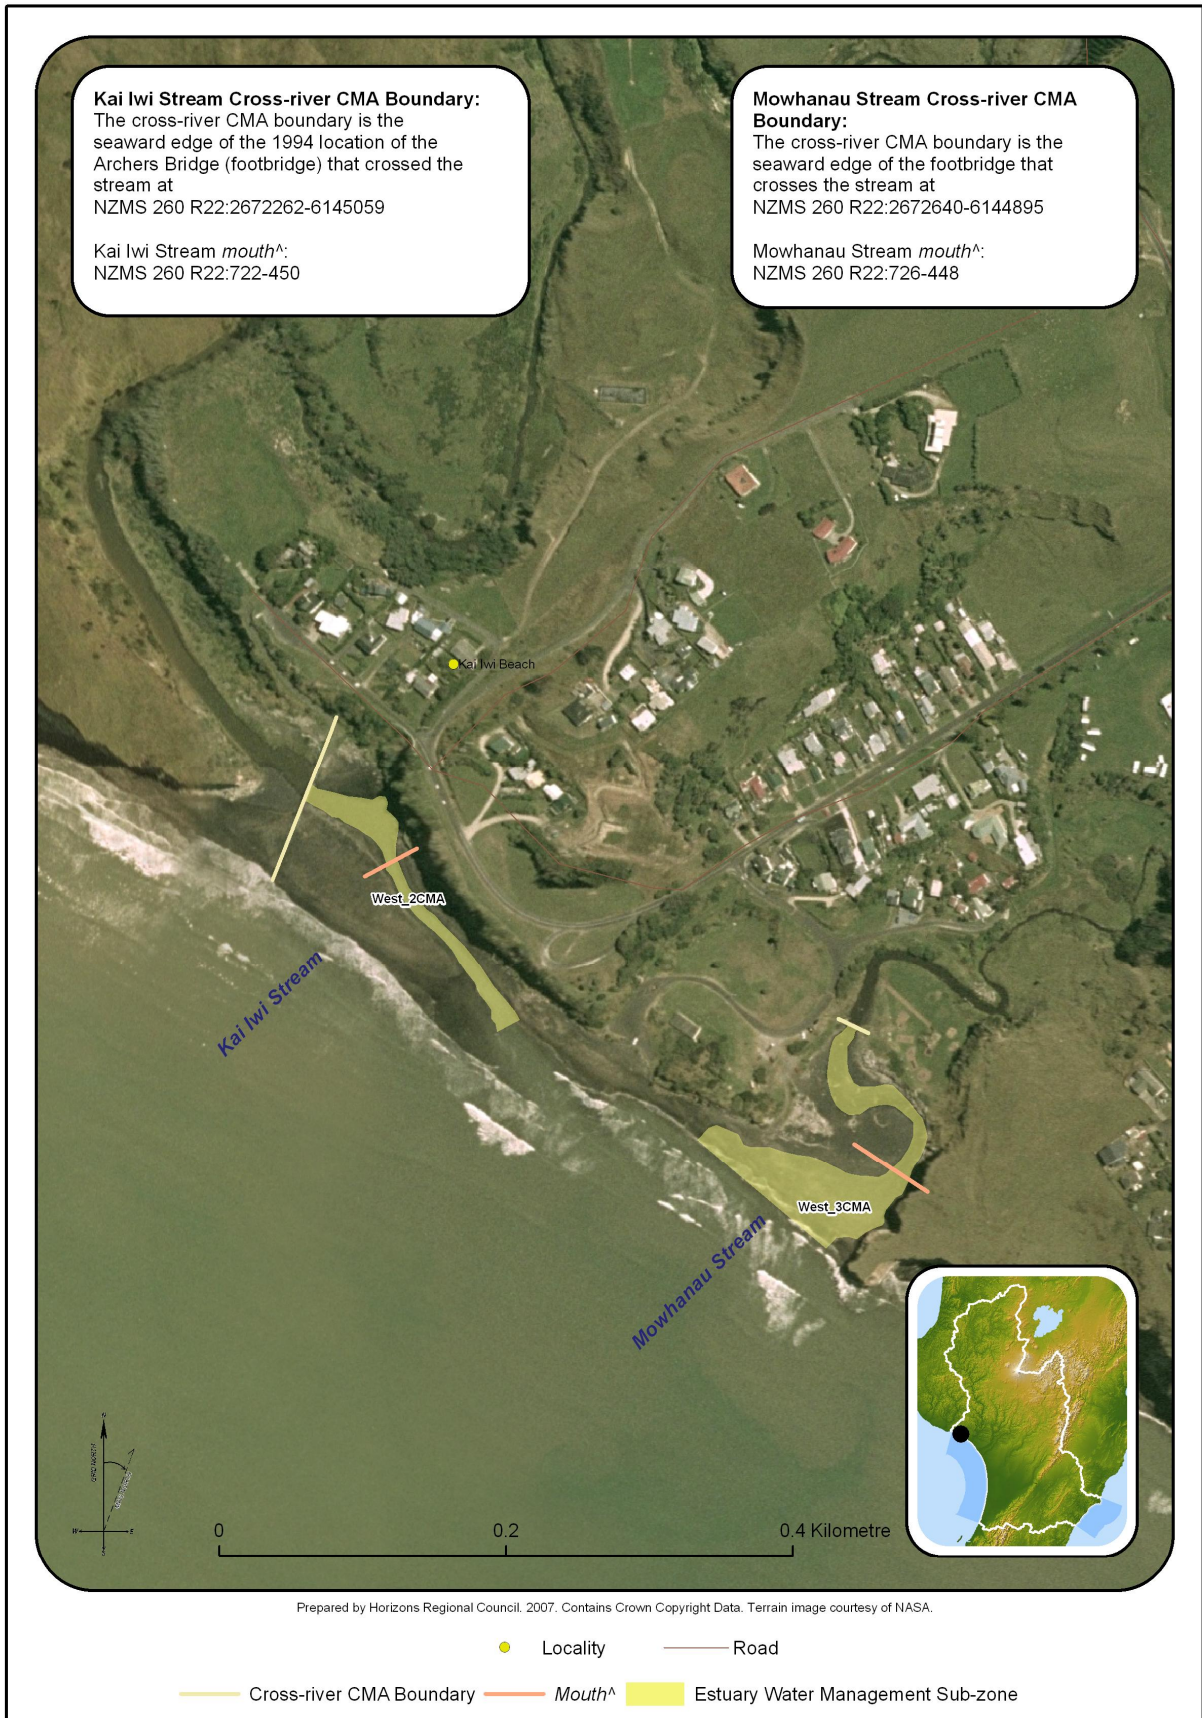 Kai Iwi Stream Cross-river CMA Boundary:
The cross-river CMA boundary is the
seaward edge of the 1994 location of the
Archers Bridge (footbridge) that crossed the
stream at
NZMS 260 R22:2672262-6145059
Kai Iwi Stream mouth^:
NZMS 260 R22:722-450
Mowhanau Stream Cross-river CMA
Boundary:
The cross-river CMA boundary is the
seaward edge of the footbridge that
crosses the stream at
NZMS 260 R22:2672640-6144895
Mowhanau Stream mouth^:
NZMS 260 R22:726-448
Kai Iwi Beach
West_2CMA
Kai Iwi Stream
West_3CMA
Mowhanau Stream
N
GRID NORTH
W
E
S
0
0.2
0.4 Kilometre
Prepared by Horizons Regional Council. 2007. Contains Crown Copyright Data. Terrain image courtesy of NASA.
Locality
Road
Cross-river CMA Boundary
Mouth^
Estuary Water Management Sub-zone